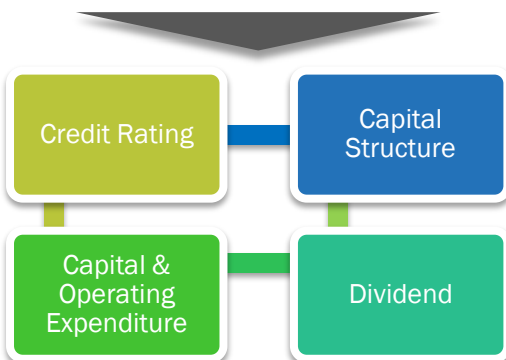 Credit Rating
Capital
Structure
Capital &
Operating
Expenditure
Dividend